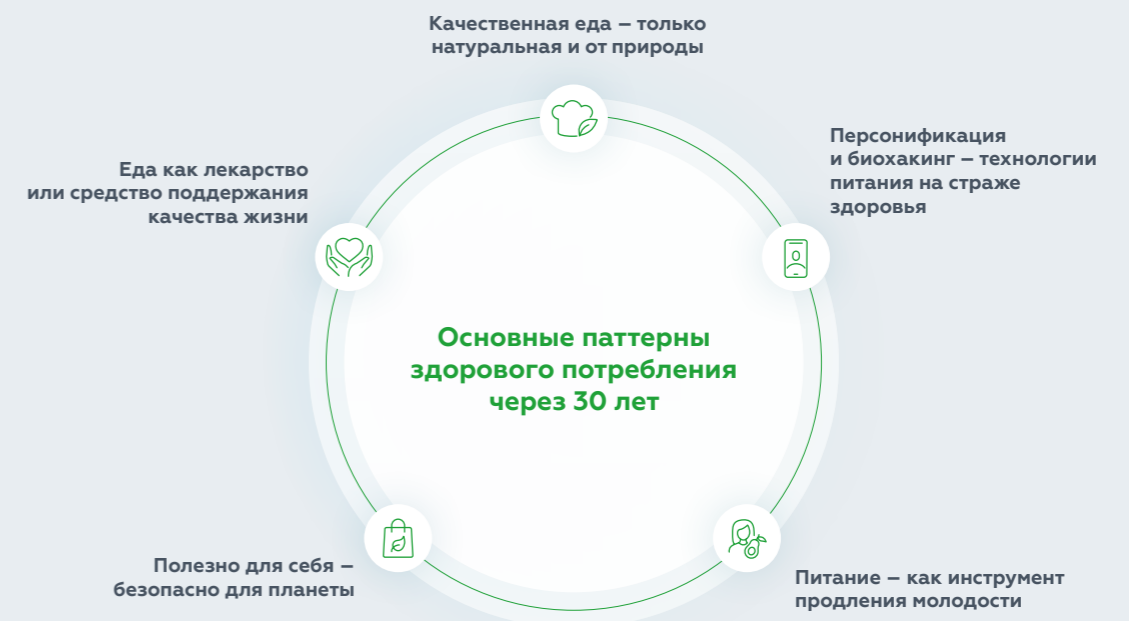 Качественная еда – только
натуральная и от природы
Персонификация
и биохакинг – технологии
питания на страже
здоровья
Еда как лекарство
или средство поддержания
качества жизни
Основные паттерны
здорового потребления
через 30 лет
Полезно для себя –
безопасно для планеты
Питание – как инструмент
продления молодости